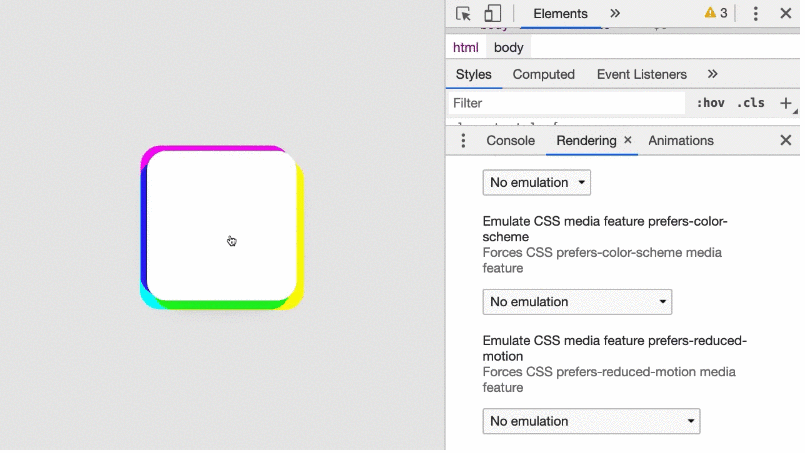 Elements
3
html body
Styles Computed Event Listeners
Filter :hov .cls
Console Rendering Animations
No emulation
Emulate CSS media feature prefers-color-
scheme
Forces CSS prefers-color-scheme media
feature
No emulation
Emulate CSS media feature prefers-reduced-
motion
Forces CSS prefers-reduced-motion media
feature
No emulation